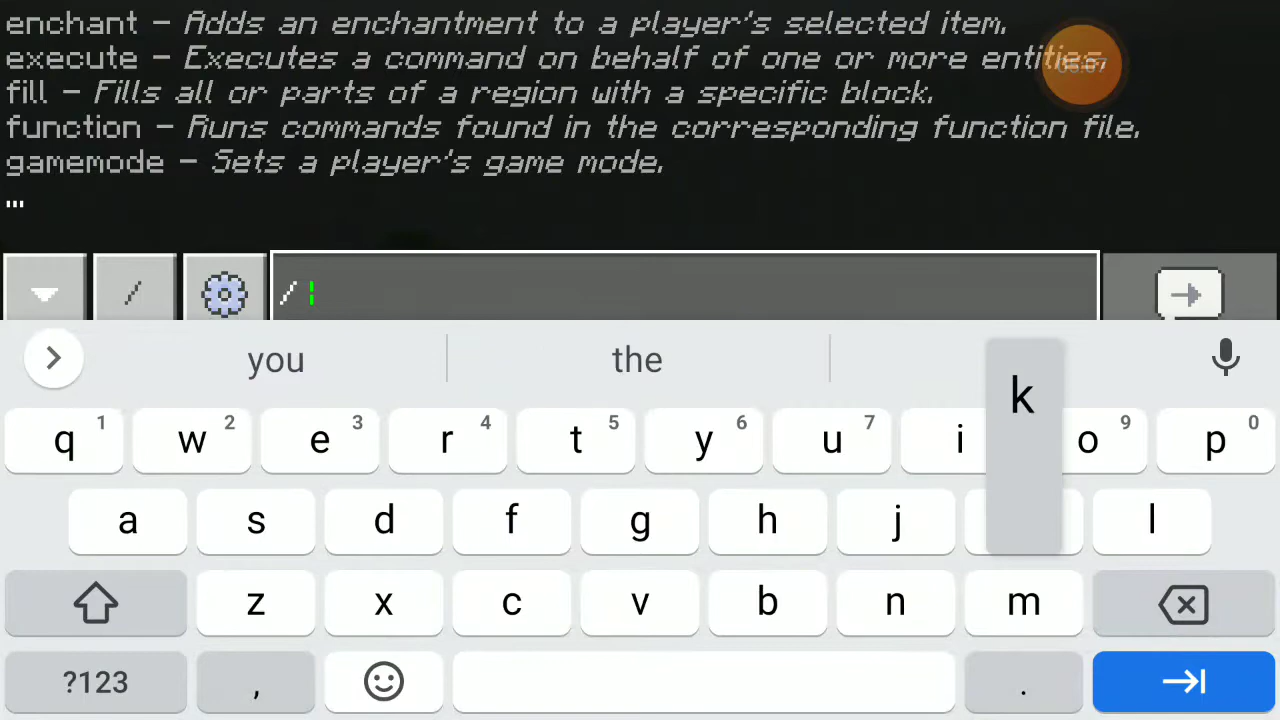 enchant – Adds an enchantment to a player's selected item.
execute – Executes a command on behalf of one or more entities.
fill – Fills all or parts of a region with a specific block.
function – Runs commands found in the corresponding function file.
gamemode – Sets a player's game mode.
...
/
/
you the
k
q 1 w 2 e 3 r 4 t 5 y 6 u 7 i o 9 p 0
a s d f g h j l
z x c v b n m
?123 , .